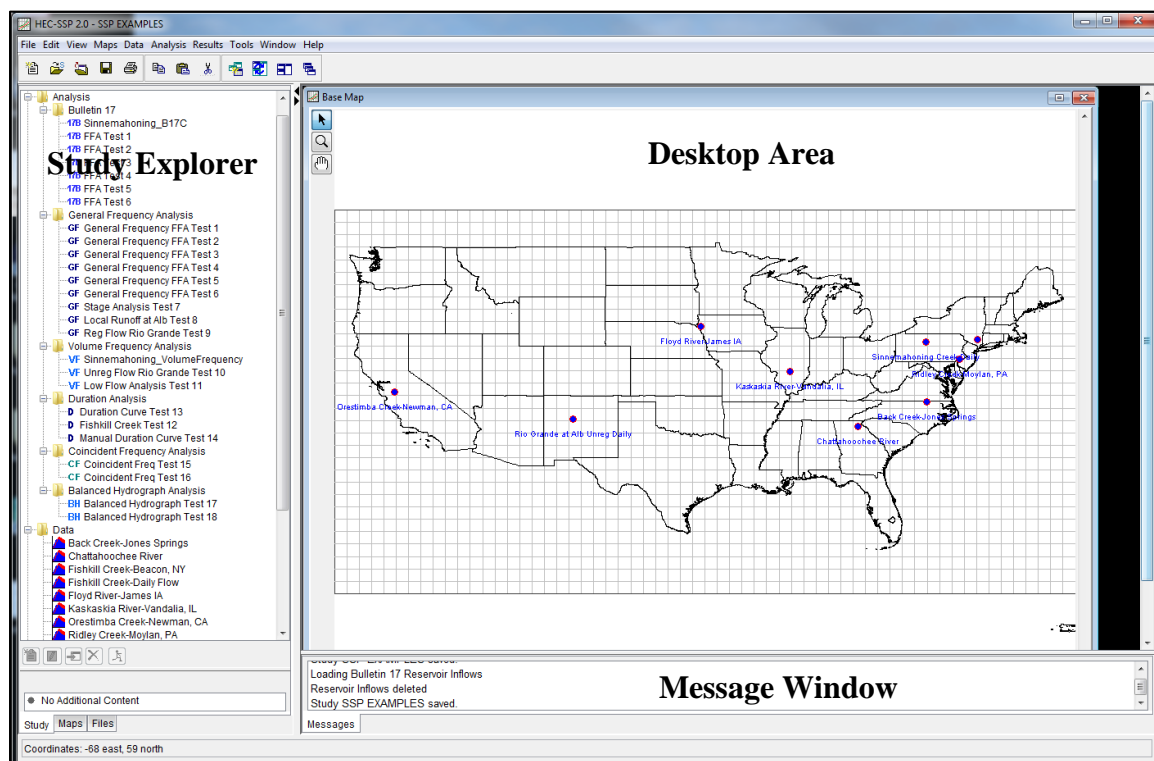 HEC-SSP 2.0 - SSP EXAMPLES
File Edit View Maps Data Analysis Results Tools Window Help
Analysis
Bulletin 17
17B Sinnemahoning_B17C
17B FFA Test 1
17B FFA Test 2
17B FFA Test 3
17B FFA Test 4
17B FFA Test 5
17B FFA Test 6
Study Explorer
General Frequency Analysis
GF General Frequency FFA Test 1
GF General Frequency FFA Test 2
GF General Frequency FFA Test 3
GF General Frequency FFA Test 4
GF General Frequency FFA Test 5
GF General Frequency FFA Test 6
GF Stage Analysis Test 7
GF Local Runoff at Alb Test 8
GF Reg Flow Rio Grande Test 9
Volume Frequency Analysis
VF Sinnemahoning_VolumeFrequency
VF Unreg Flow Rio Grande Test 10
VF Low Flow Analysis Test 11
Duration Analysis
D Duration Curve Test 13
D Fishkill Creek Test 12
D Manual Duration Curve Test 14
Coincident Frequency Analysis
CF Coincident Freq Test 15
CF Coincident Freq Test 16
Balanced Hydrograph Analysis
BH Balanced Hydrograph Test 17
BH Balanced Hydrograph Test 18
Data
Back Creek-Jones Springs
Chattahoochee River
Fishkill Creek-Beacon, NY
Fishkill Creek-Daily Flow
Floyd River-James IA
Kaskaskia River-Vandalia, IL
Orestimba Creek-Newman, CA
Ridley Creek-Moylan, PA
No Additional Content
Study Maps Files
Base Map
Desktop Area
Floyd River-James IA
Sinnemahoning Creek-Daily
Ridley Creek-Moylan, PA
Kaskaskia River-Vandalia, IL
Orestimba Creek-Newman, CA
Back Creek-Jones Springs
Rio Grande at Alb Unreg Daily
Chattahoochee River
Study SSP EXAMPLES saved.
Loading Bulletin 17 Reservoir Inflows
Reservoir Inflows deleted
Study SSP EXAMPLES saved.
Message Window
Messages
Coordinates: -68 east, 59 north